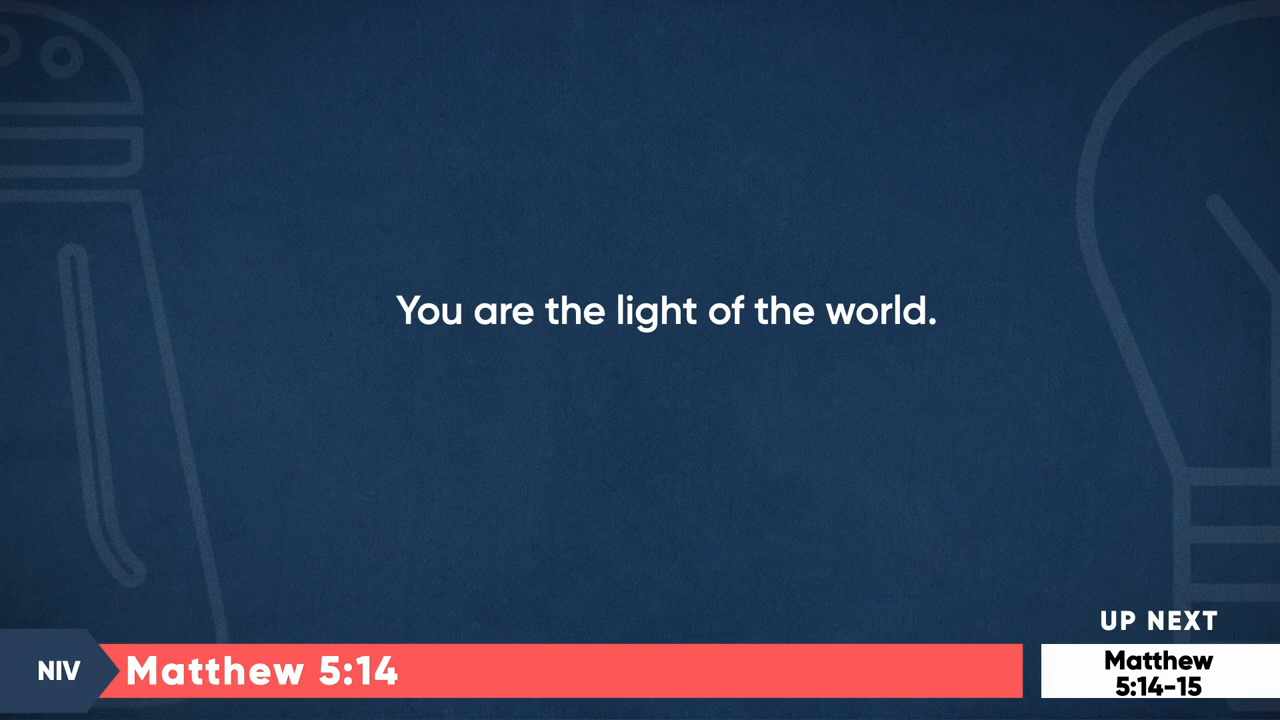 You are the light of the world.
UP NEXT
NIV
Matthew 5:14
Matthew
5:14-15